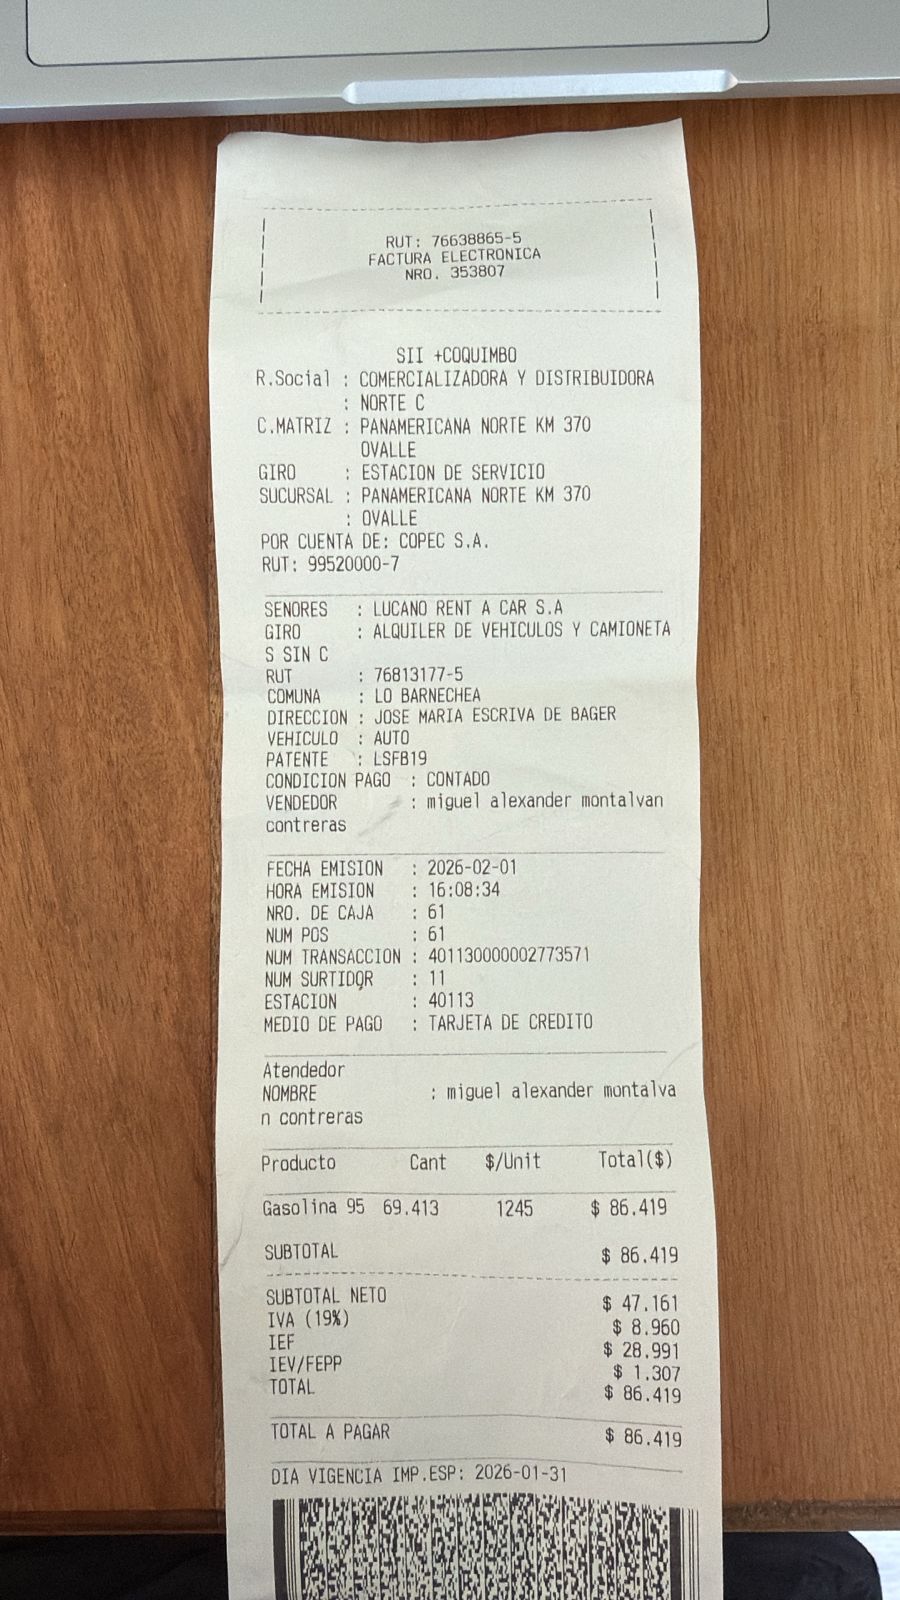 RUT: 76638865-5
FACTURA ELECTRONICA
NRO. 353807
SII +COQUIMBO
R.Social : COMERCIALIZADORA Y DISTRIBUIDORA
: NORTE C
C.MATRIZ : PANAMERICANA NORTE KM 370
OVALLE
GIRO : ESTACION DE SERVICIO
SUCURSAL : PANAMERICANA NORTE KM 370
: OVALLE
POR CUENTA DE: COPEC S.A.
RUT: 99520000-7
SENORES : LUCANO RENT A CAR S.A
GIRO : ALQUILER DE VEHICULOS Y CAMIONETA
S SIN C
RUT : 76813177-5
COMUNA : LO BARNECHEA
DIRECCION : JOSE MARIA ESCRIVA DE BAGER
VEHICULO : AUTO
PATENTE : LSFB19
CONDICION PAGO : CONTADO
VENDEDOR : miguel alexander montalvan
contreras
FECHA EMISION : 2026-02-01
HORA EMISION : 16:08:34
NRO. DE CAJA : 61
NUM POS : 61
NUM TRANSACCION : 401130000002773571
NUM SURTIDOR : 11
ESTACION : 40113
MEDIO DE PAGO : TARJETA DE CREDITO
Atendedor
NOMBRE : miguel alexander montalva
n contreras
Producto Cant $/Unit Total($)
Gasolina 95 69.413 1245 $ 86.419
SUBTOTAL $ 86.419
SUBTOTAL NETO $ 47.161
IVA (19%) $ 8.960
IEF $ 28.991
IEV/FEPP $ 1.307
TOTAL $ 86.419
TOTAL A PAGAR $ 86.419
DIA VIGENCIA IMP.ESP: 2026-01-31